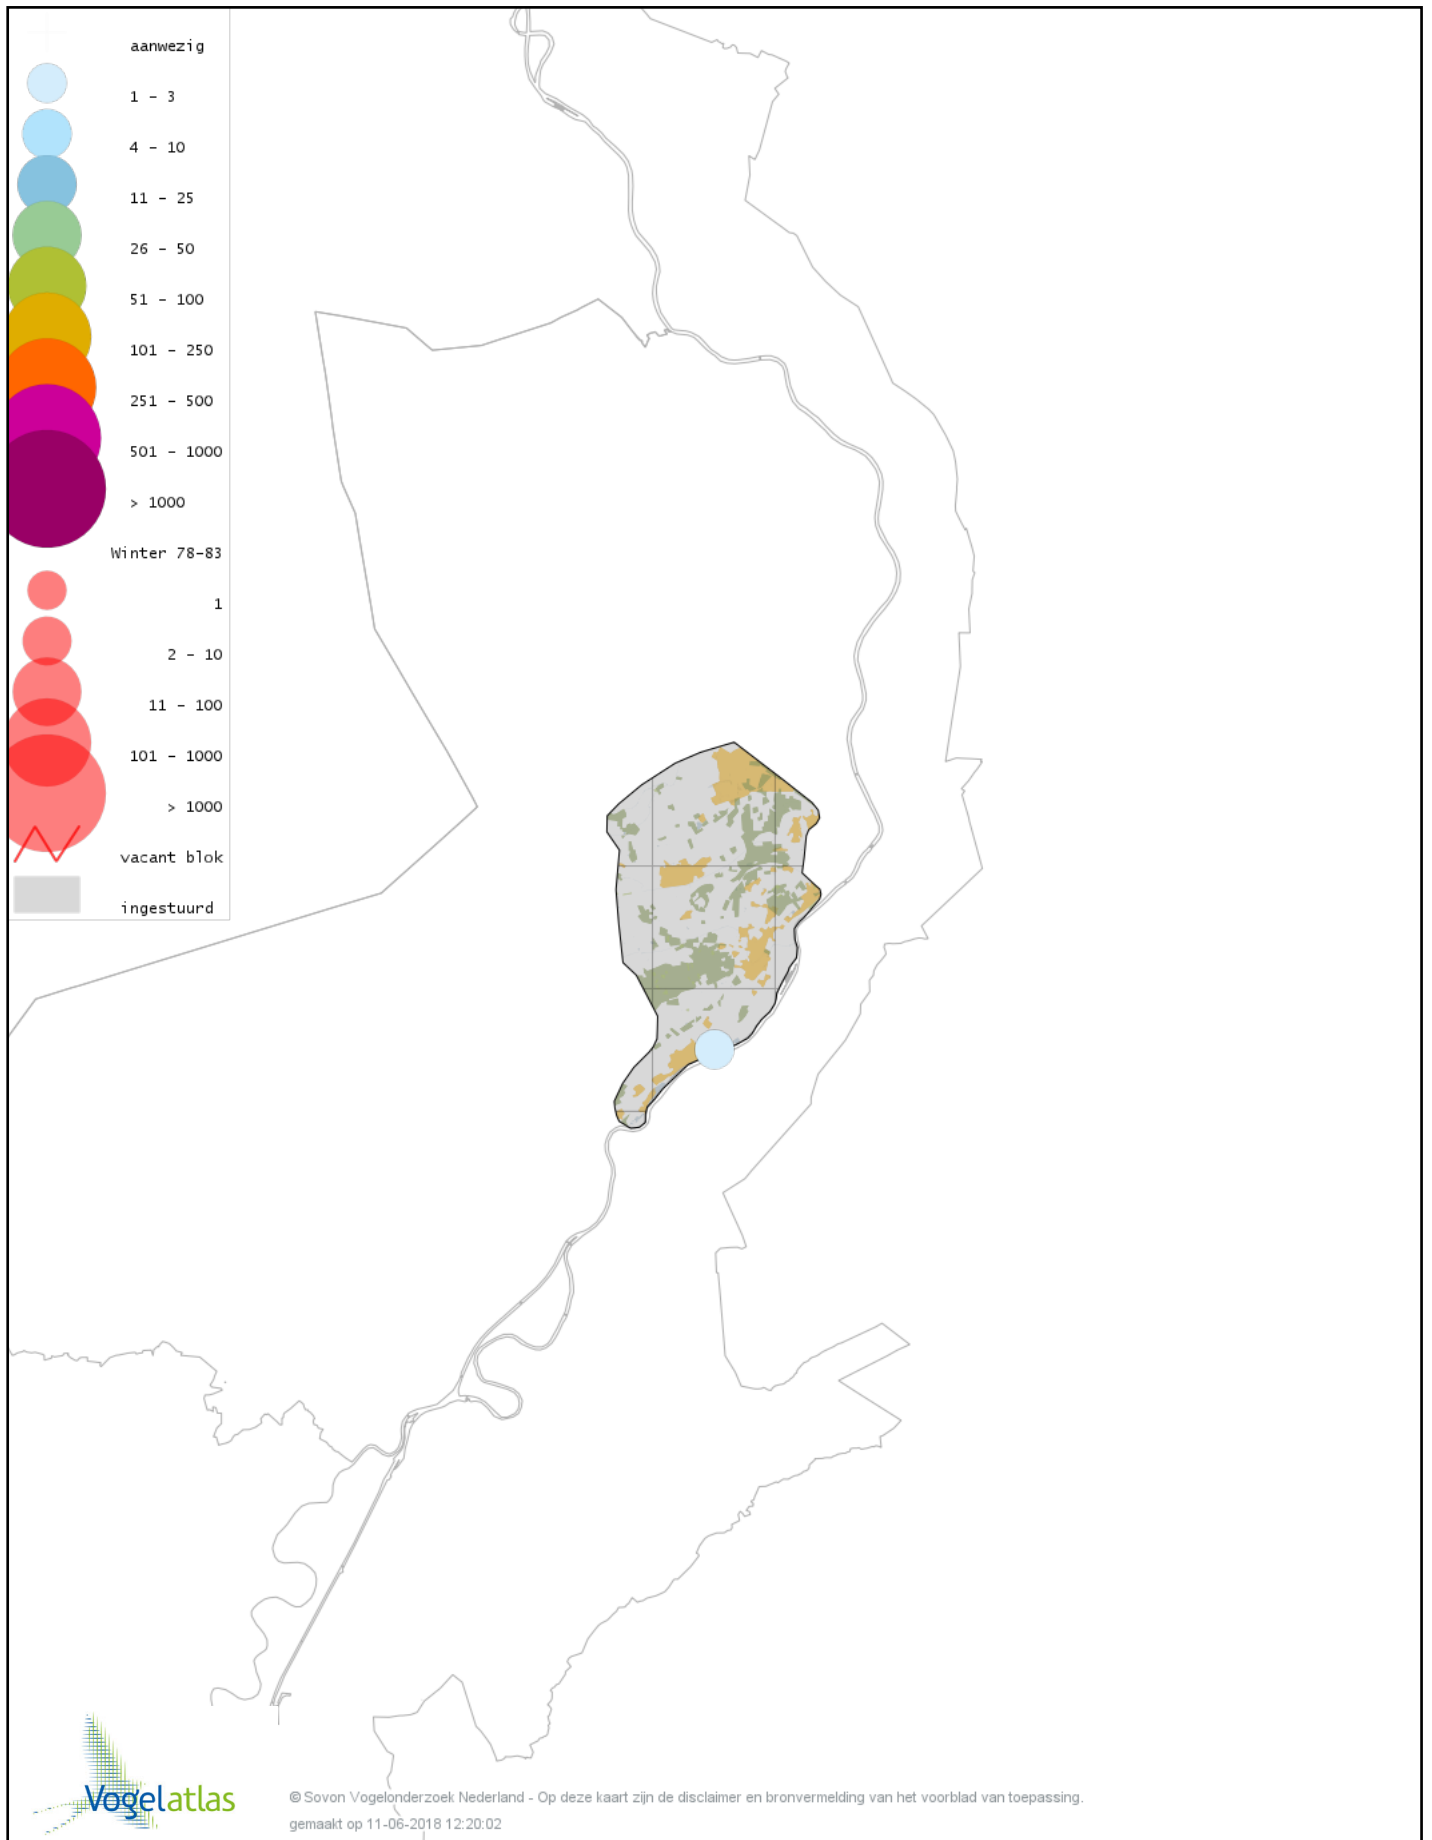 aanwezig
1 - 3
4 - 10
11 - 25
26 - 50
51 - 100
101 - 250
251 - 500
501 - 1000
> 1000
Winter 78-83
1
2 - 10
11 - 100
101 - 1000
> 1000
vacant blok
ingestuurd
Vogelatlas
© Sovon Vogelonderzoek Nederland - Op deze kaart zijn de disclaimer en bronvermelding van het voorblad van toepassing.
gemaakt op 11-06-2018 12:20:02